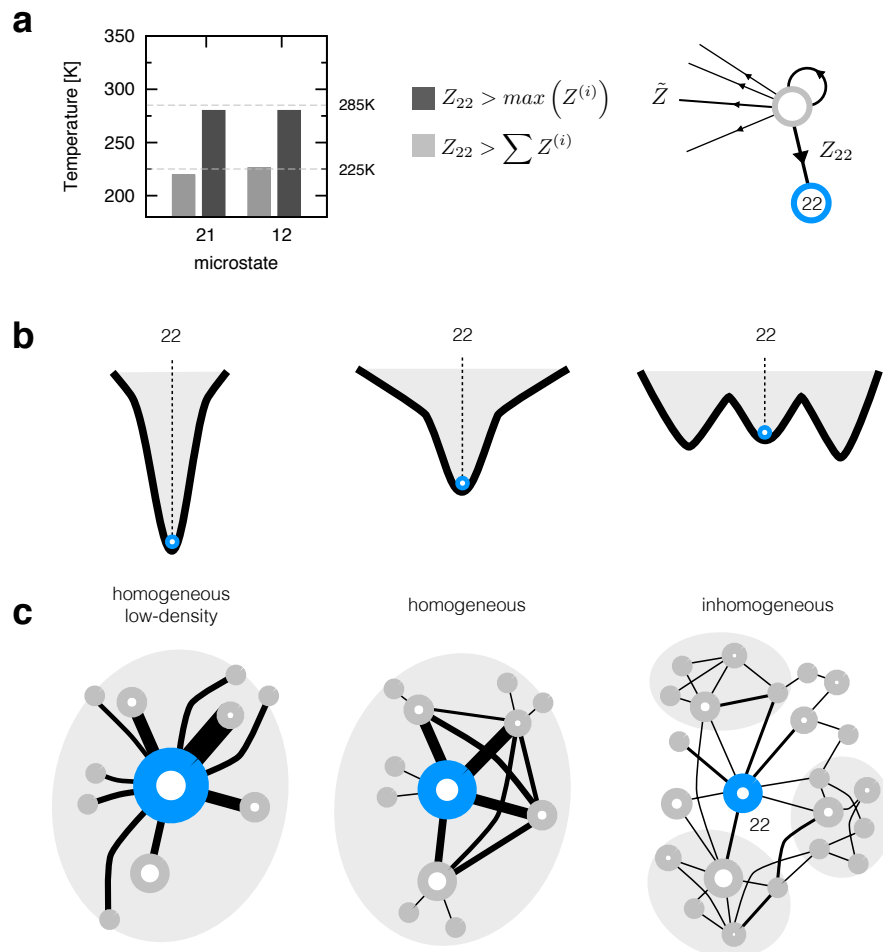 a
350
300
250
200
Temperature [K]
21
12
microstate
285K
225K
Z₂₂ > max (Z⁽ⁱ⁾)
Z₂₂ > ∑ Z⁽ⁱ⁾
Z̃
Z₂₂
22
b
22
22
22
c
homogeneous
low-density
homogeneous
inhomogeneous
22